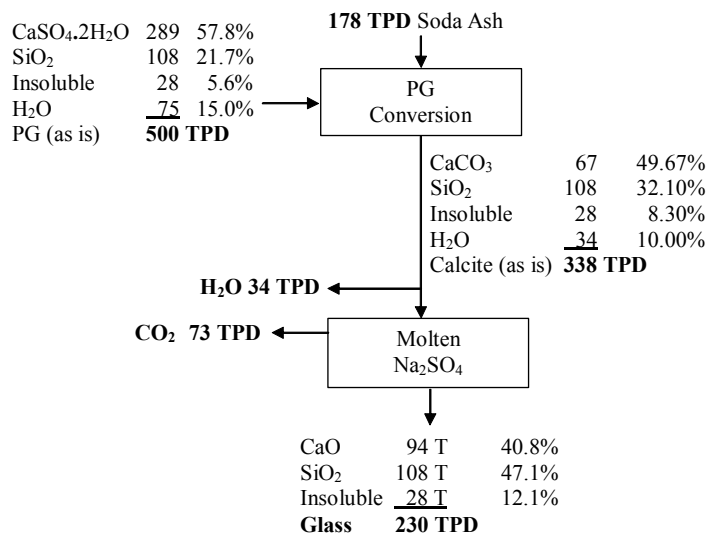 178 TPD Soda Ash
CaSO₄.2H₂O 289 57.8%
SiO₂ 108 21.7%
Insoluble 28 5.6%
H₂O 75 15.0%
PG (as is) 500 TPD
PG
Conversion
CaCO₃ 67 49.67%
SiO₂ 108 32.10%
Insoluble 28 8.30%
H₂O 34 10.00%
Calcite (as is) 338 TPD
H₂O 34 TPD
CO₂ 73 TPD
Molten
Na₂SO₄
CaO 94 T 40.8%
SiO₂ 108 T 47.1%
Insoluble 28 T 12.1%
Glass 230 TPD